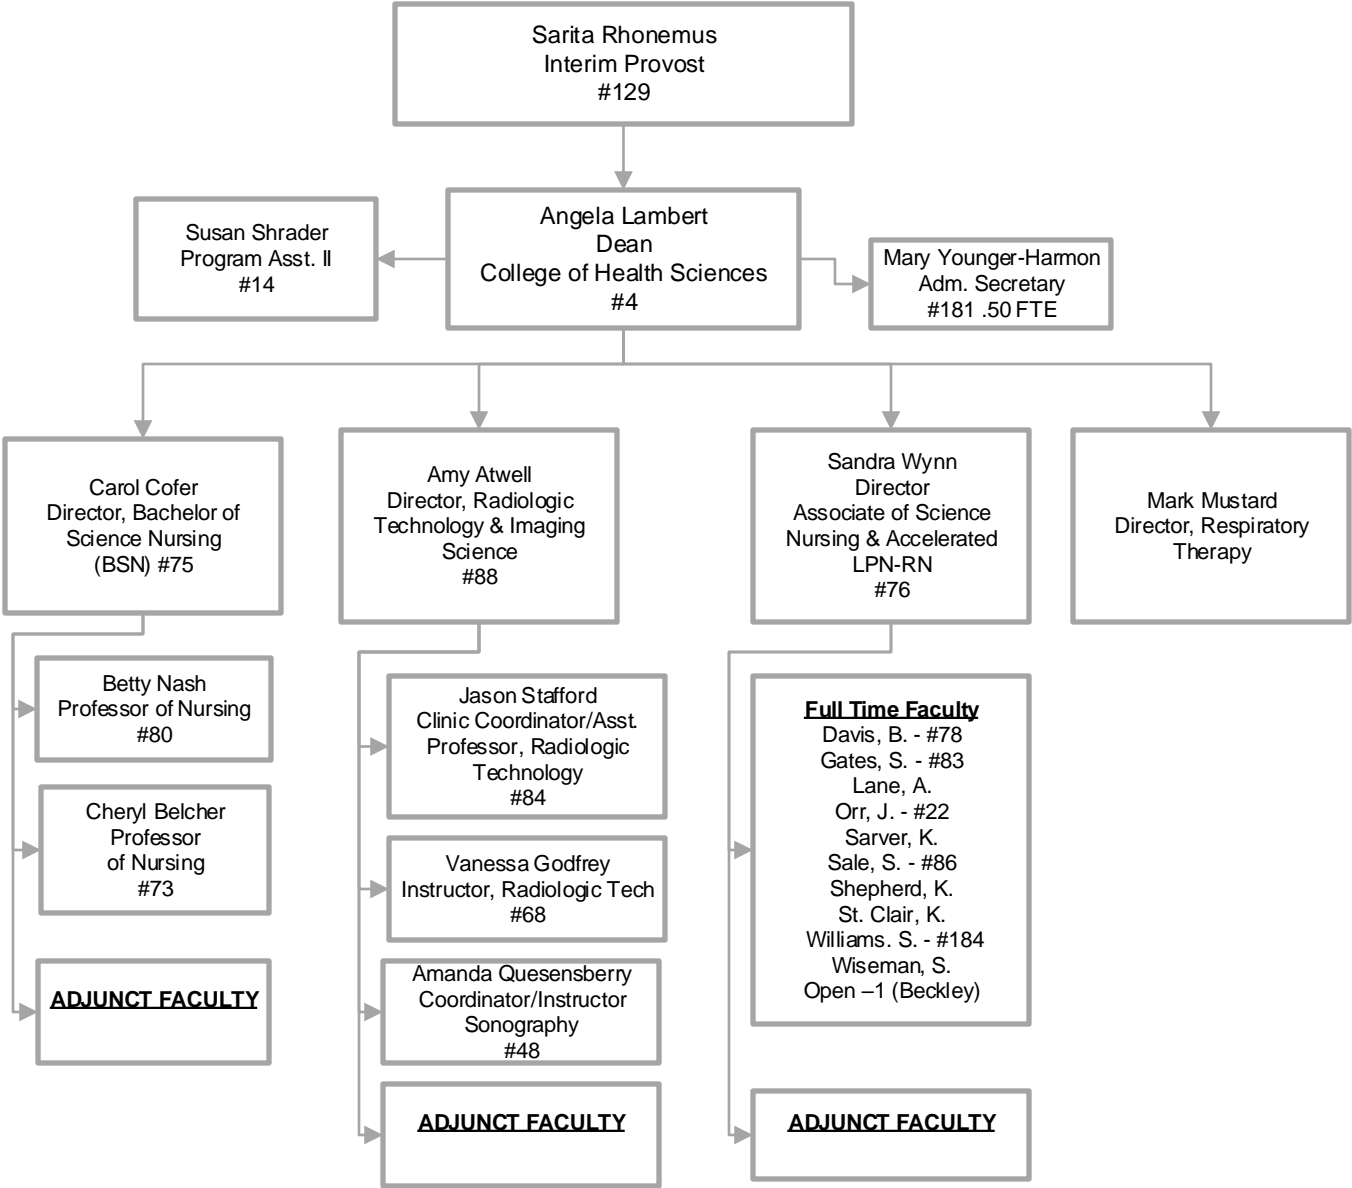 Sarita Rhonemus
Interim Provost
#129
Angela Lambert
Dean
College of Health Sciences
#4
Susan Shrader
Program Asst. II
#14
Mary Younger-Harmon
Adm. Secretary
#181 .50 FTE
Carol Cofer
Director, Bachelor of
Science Nursing
(BSN) #75
Amy Atwell
Director, Radiologic
Technology & Imaging
Science
#88
Sandra Wynn
Director
Associate of Science
Nursing & Accelerated
LPN-RN
#76
Mark Mustard
Director, Respiratory
Therapy
Betty Nash
Professor of Nursing
#80
Cheryl Belcher
Professor
of Nursing
#73
ADJUNCT FACULTY
Jason Stafford
Clinic Coordinator/Asst.
Professor, Radiologic
Technology
#84
Vanessa Godfrey
Instructor, Radiologic Tech
#68
Amanda Quesensberry
Coordinator/Instructor
Sonography
#48
ADJUNCT FACULTY
Full Time Faculty
Davis, B. - #78
Gates, S. - #83
Lane, A.
Orr, J. - #22
Sarver, K.
Sale, S. - #86
Shepherd, K.
St. Clair, K.
Williams. S. - #184
Wiseman, S.
Open –1 (Beckley)
ADJUNCT FACULTY